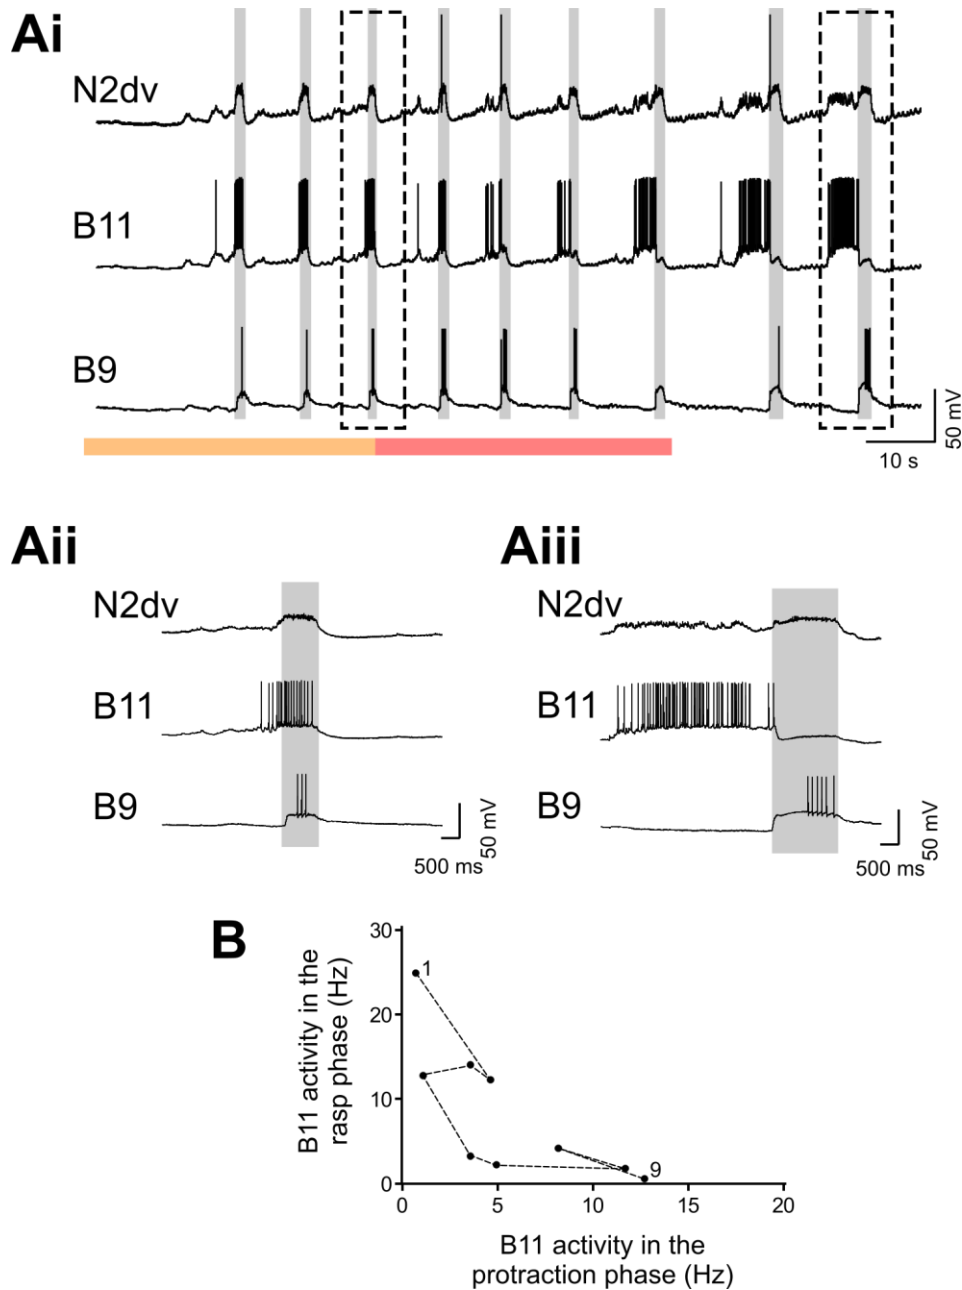 Ai
N2dv
B11
B9
50 mV
10 s
Aii
N2dv
B11
B9
50 mV
500 ms
Aiii
N2dv
B11
B9
50 mV
500 ms
B
B11 activity in the
rasp phase (Hz)
30
20
10
0
1
9
0 5 10 15 20
B11 activity in the
protraction phase (Hz)